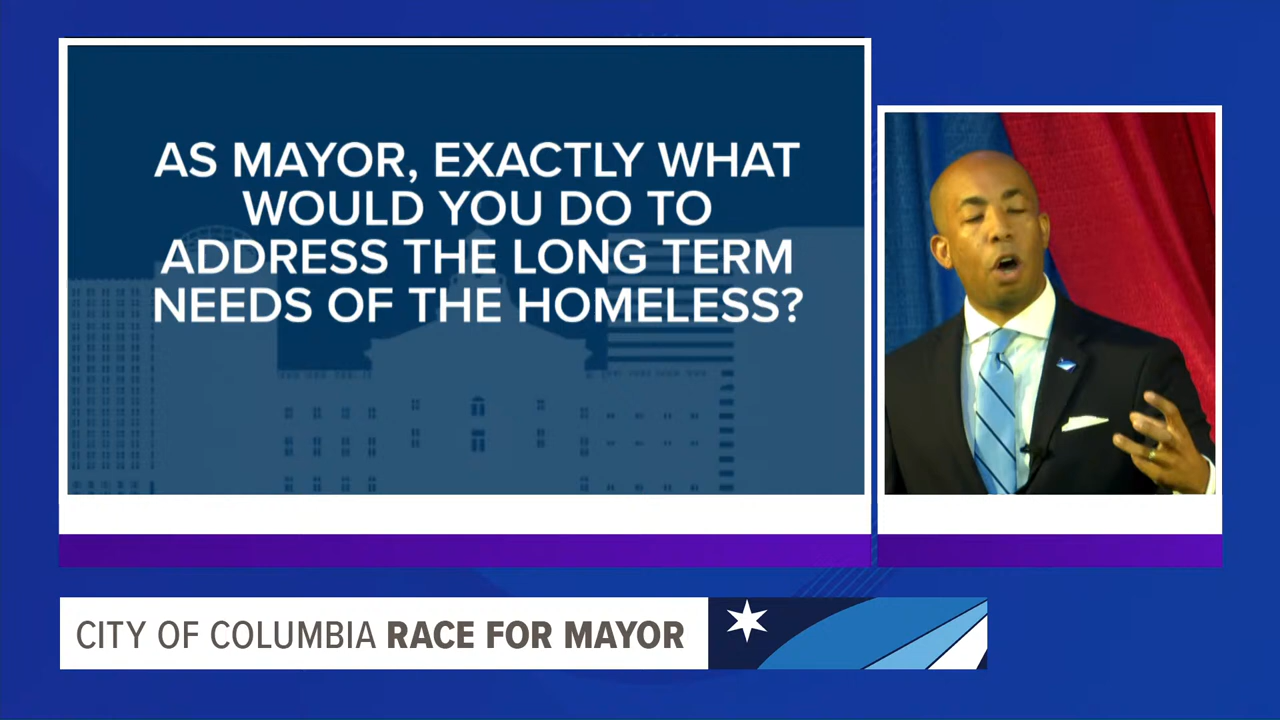 AS MAYOR, EXACTLY WHAT
WOULD YOU DO TO
ADDRESS THE LONG TERM
NEEDS OF THE HOMELESS?
CITY OF COLUMBIA RACE FOR MAYOR